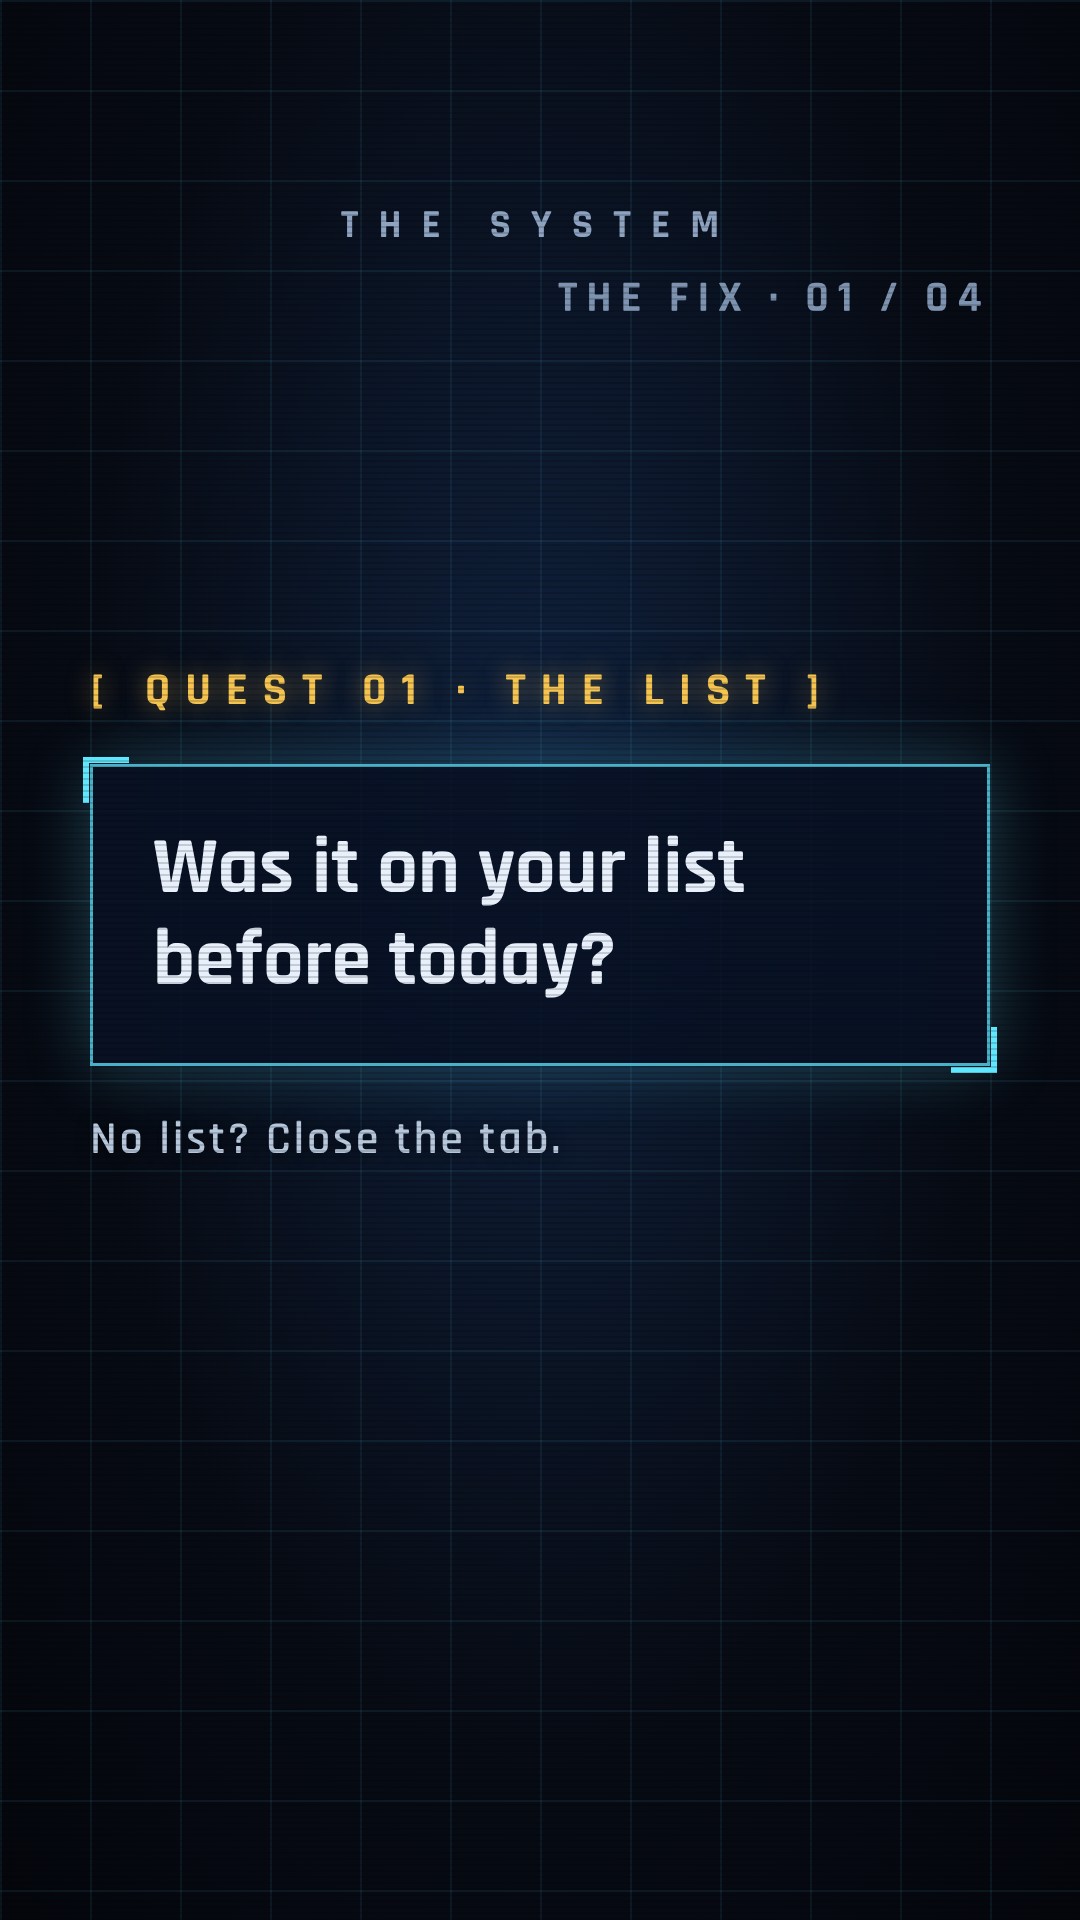 THE SYSTEM
THE FIX · 01 / 04
[ QUEST 01 · THE LIST ]
Was it on your list
before today?
No list? Close the tab.